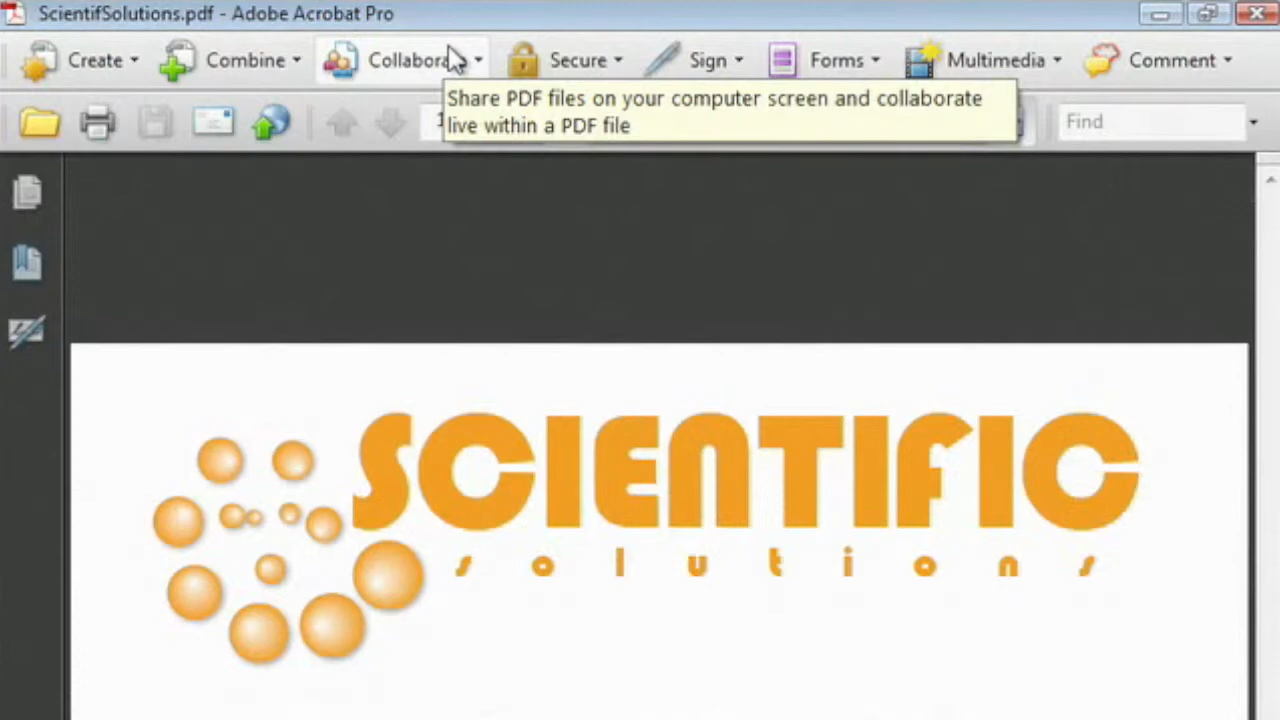 ScientifSolutions.pdf - Adobe Acrobat Pro
Create Combine Collabora Secure Sign Forms Multimedia Comment
Share PDF files on your computer screen and collaborate
live within a PDF file
1
Find
SCIENTIFIC
solutions